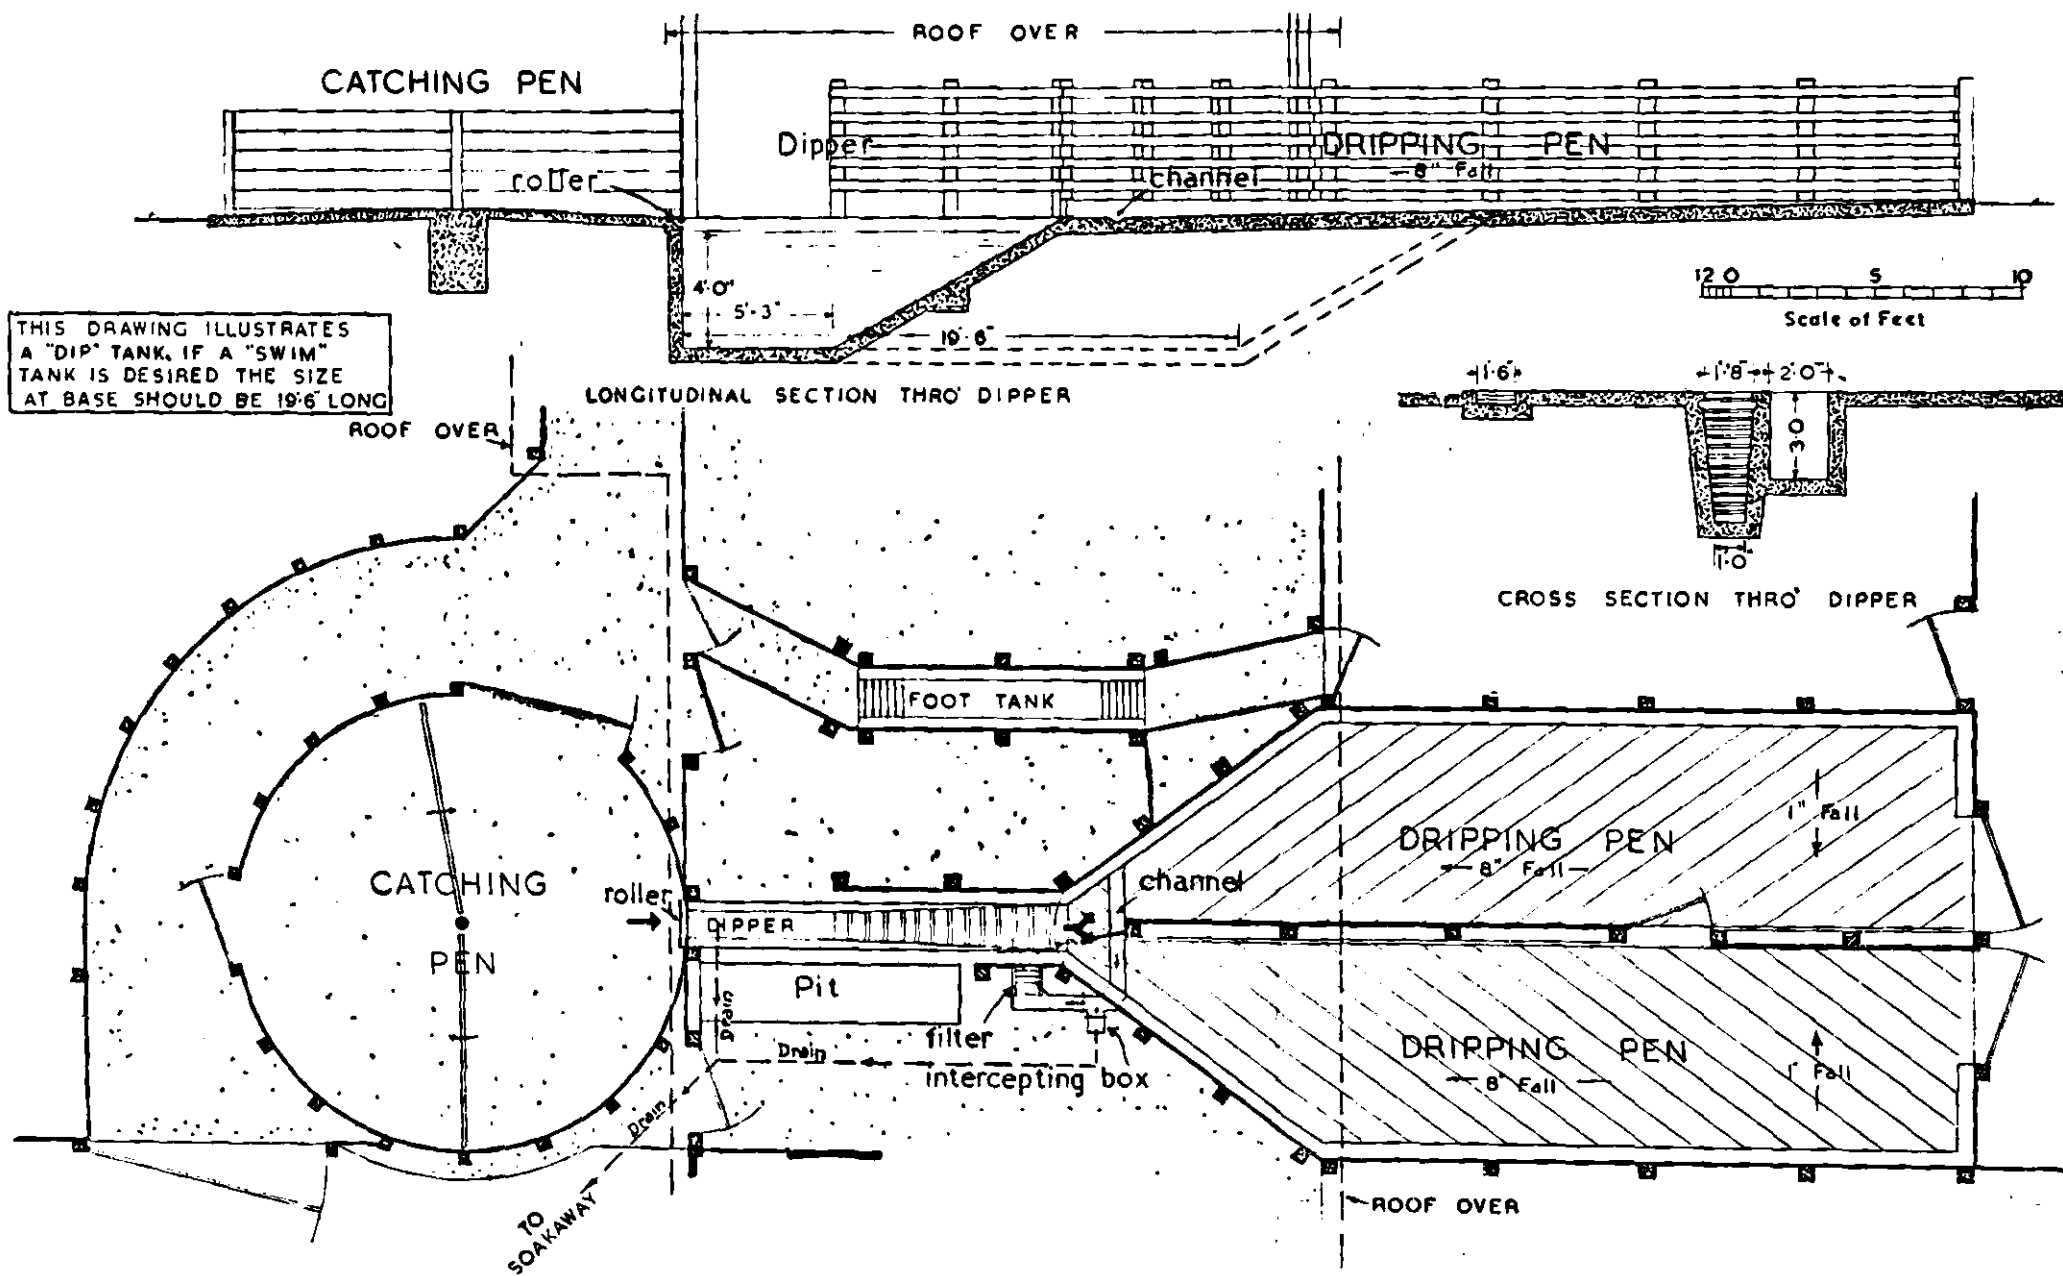 ROOF OVER
CATCHING PEN
Dipper
DRIPPING PEN
8" Fall
roller
channel
4'·0"
5'·3"
19'·6"
12 0 5 10
Scale of Feet
THIS DRAWING ILLUSTRATES
A "DIP" TANK. IF A "SWIM"
TANK IS DESIRED THE SIZE
AT BASE SHOULD BE 19'6" LONG
LONGITUDINAL SECTION THRO' DIPPER
1'·6"
1'·8"
2'·0"
3'·0
1'·0"
CROSS SECTION THRO' DIPPER
ROOF OVER
FOOT TANK
CATCHING
PEN
roller
DIPPER
channel
DRIPPING PEN
8" Fall
1" Fall
Pit
Drain
filter
Drain
intercepting box
DRIPPING PEN
8" Fall
1" Fall
Drain
TO
SOAKAWAY
ROOF OVER